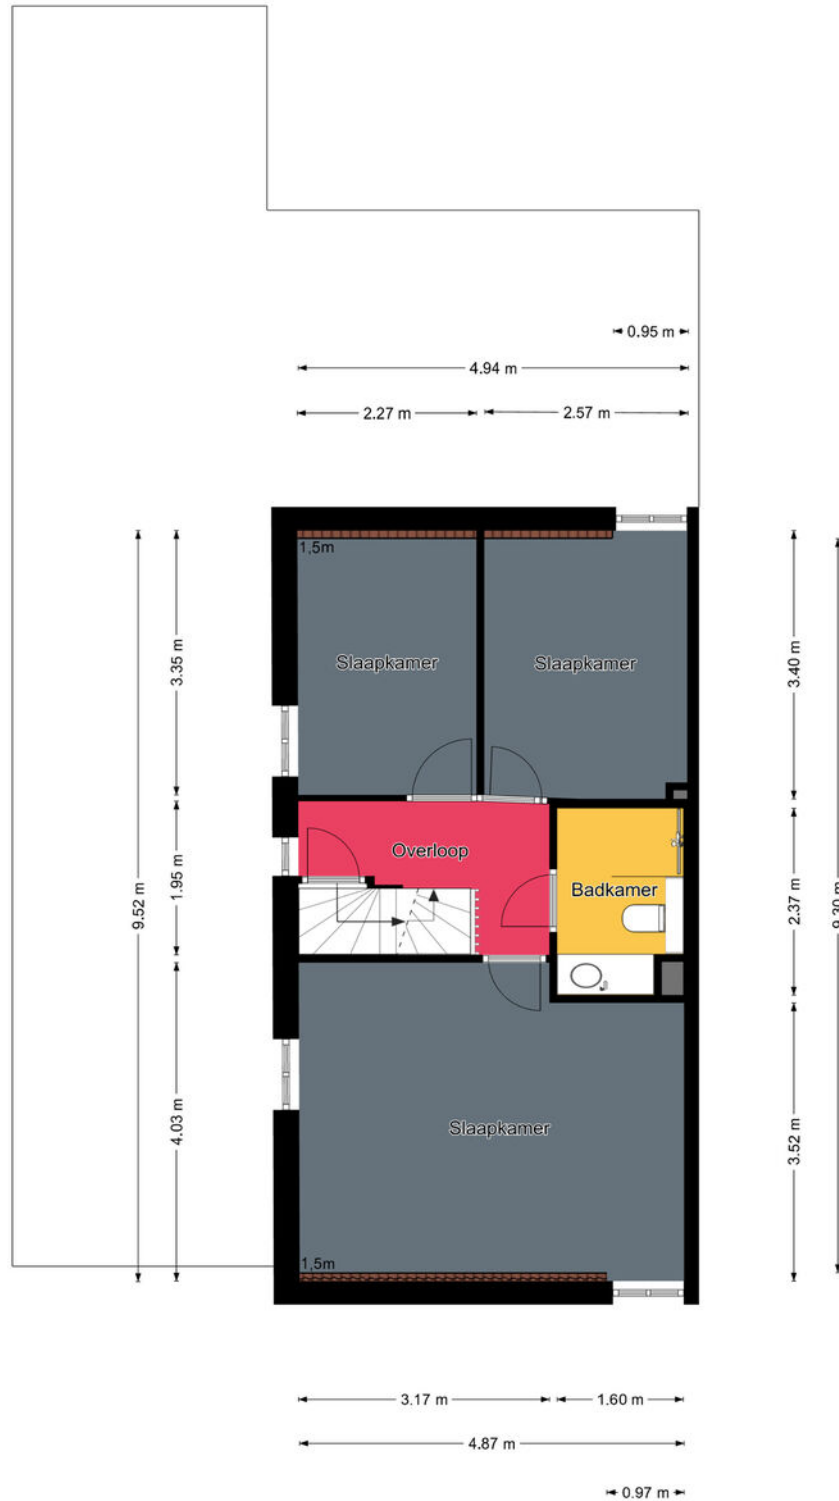 0.95 m
4.94 m
2.27 m
2.57 m
1,5m
Slaapkamer
Slaapkamer
3.35 m
3.40 m
Overloop
Badkamer
1.95 m
2.37 m
9.52 m
9.30 m
Slaapkamer
4.03 m
3.52 m
1,5m
3.17 m
1.60 m
4.87 m
0.97 m